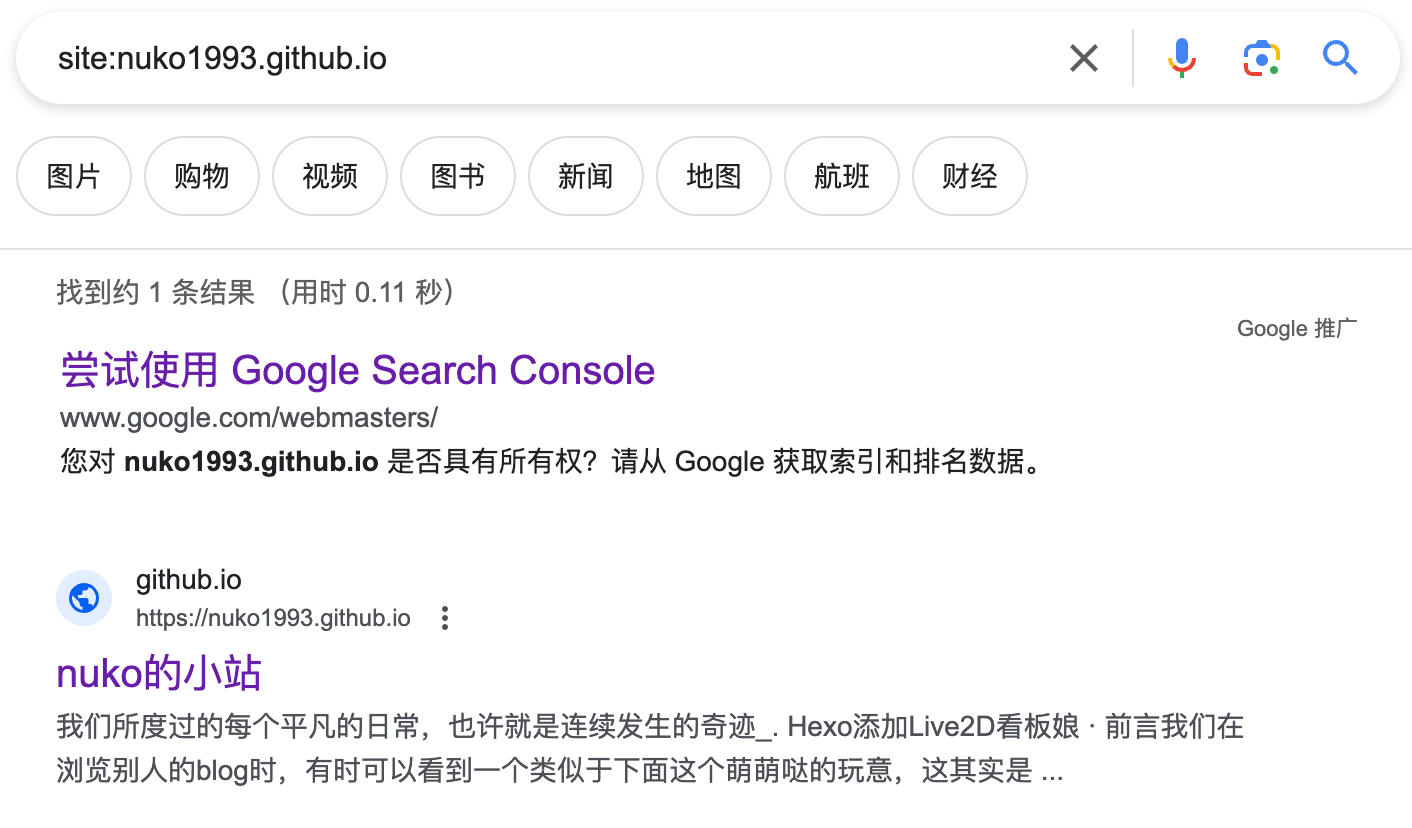 site:nuko1993.github.io
图片 购物 视频 图书 新闻 地图 航班 财经
找到约 1 条结果 （用时 0.11 秒）
Google 推广
尝试使用 Google Search Console
www.google.com/webmasters/
您对 nuko1993.github.io 是否具有所有权？请从 Google 获取索引和排名数据。
github.io
https://nuko1993.github.io
nuko的小站
我们所度过的每个平凡的日常，也许就是连续发生的奇迹_. Hexo添加Live2D看板娘 · 前言我们在
浏览别人的blog时，有时可以看到一个类似于下面这个萌萌哒的玩意，这其实是 ...